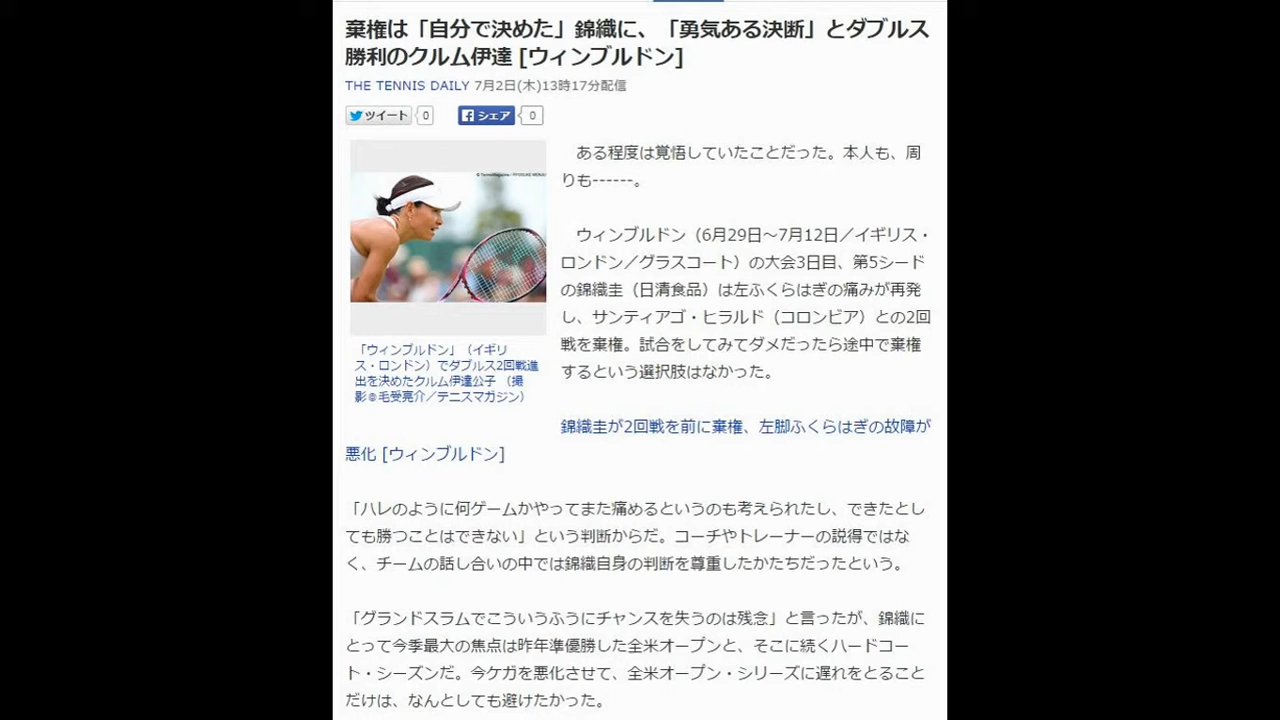 棄権は「自分で決めた」錦織に、「勇気ある決断」とダブルス
勝利のクルム伊達 [ウィンブルドン]
THE TENNIS DAILY 7月2日(木)13時17分配信
ツイート 0 シェア 0
ある程度は覚悟していたことだった。本人も、周
りも------。
ウィンブルドン（6月29日～7月12日／イギリス・
ロンドン／グラスコート）の大会3日目、第5シード
の錦織圭（日清食品）は左ふくらはぎの痛みが再発
し、サンティアゴ・ヒラルド（コロンビア）との2回
戦を棄権。試合をしてみてダメだったら途中で棄権
するという選択肢はなかった。
「ウィンブルドン」（イギリ
ス・ロンドン）でダブルス2回戦進
出を決めたクルム伊達公子 （撮
影◎毛受亮介／テニスマガジン）
錦織圭が2回戦を前に棄権、左脚ふくらはぎの故障が
悪化 [ウィンブルドン]
「ハレのように何ゲームかやってまた痛めるというのも考えられたし、できたとし
ても勝つことはできない」という判断からだ。コーチやトレーナーの説得ではな
く、チームの話し合いの中では錦織自身の判断を尊重したかたちだったという。
「グランドスラムでこういうふうにチャンスを失うのは残念」と言ったが、錦織に
とって今季最大の焦点は昨年準優勝した全米オープンと、そこに続くハードコー
ト・シーズンだ。今ケガを悪化させて、全米オープン・シリーズに遅れをとること
だけは、なんとしても避けたかった。